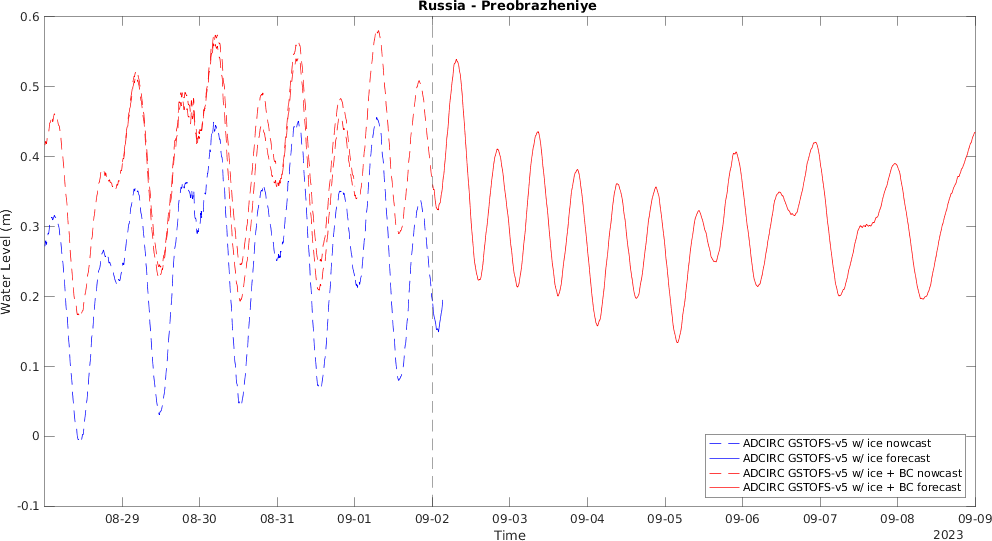 Russia - Preobrazheniye
Water Level (m)
0.6
0.5
0.4
0.3
0.2
0.1
0
-0.1
ADCIRC GSTOFS-v5 w/ ice nowcast
ADCIRC GSTOFS-v5 w/ ice forecast
ADCIRC GSTOFS-v5 w/ ice + BC nowcast
ADCIRC GSTOFS-v5 w/ ice + BC forecast
08-29 08-30 08-31 09-01 09-02 09-03 09-04 09-05 09-06 09-07 09-08 09-09
Time
2023